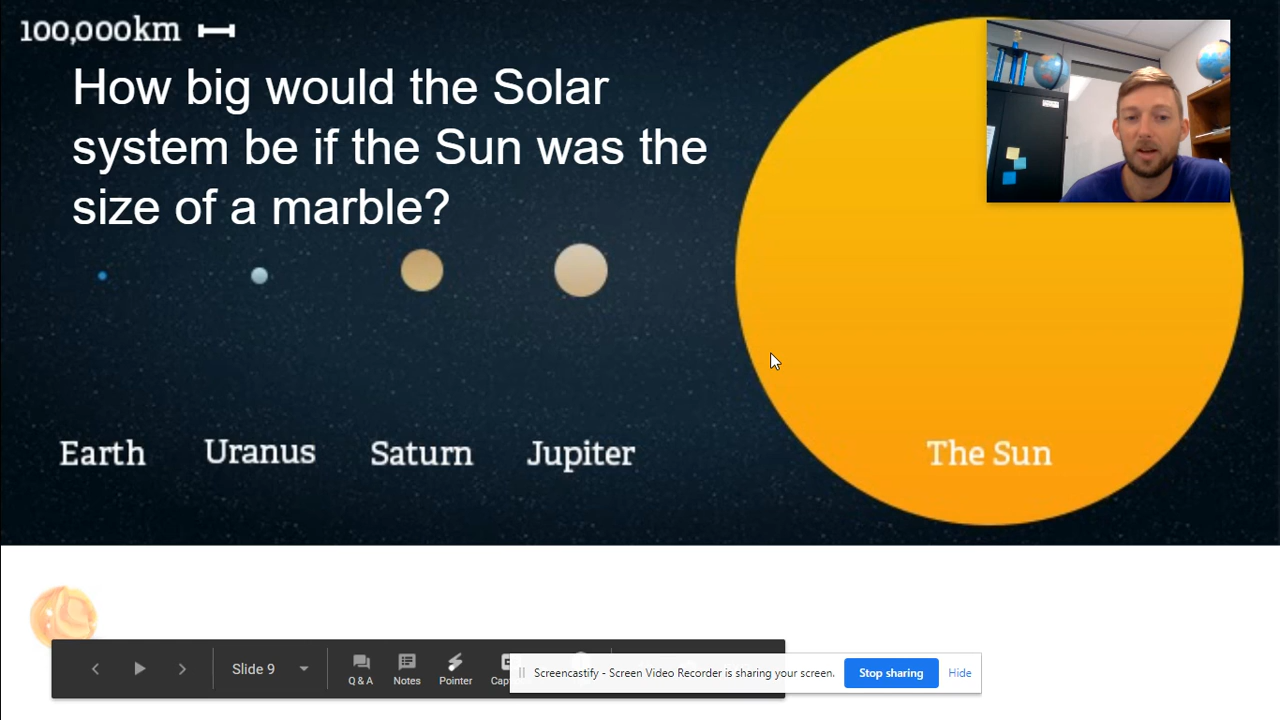 100,000km
How big would the Solar
system be if the Sun was the
size of a marble?
Earth
Uranus
Saturn
Jupiter
The Sun
Slide 9
Q & A
Notes
Pointer
Screencastify - Screen Video Recorder is sharing your screen.
Stop sharing
Hide